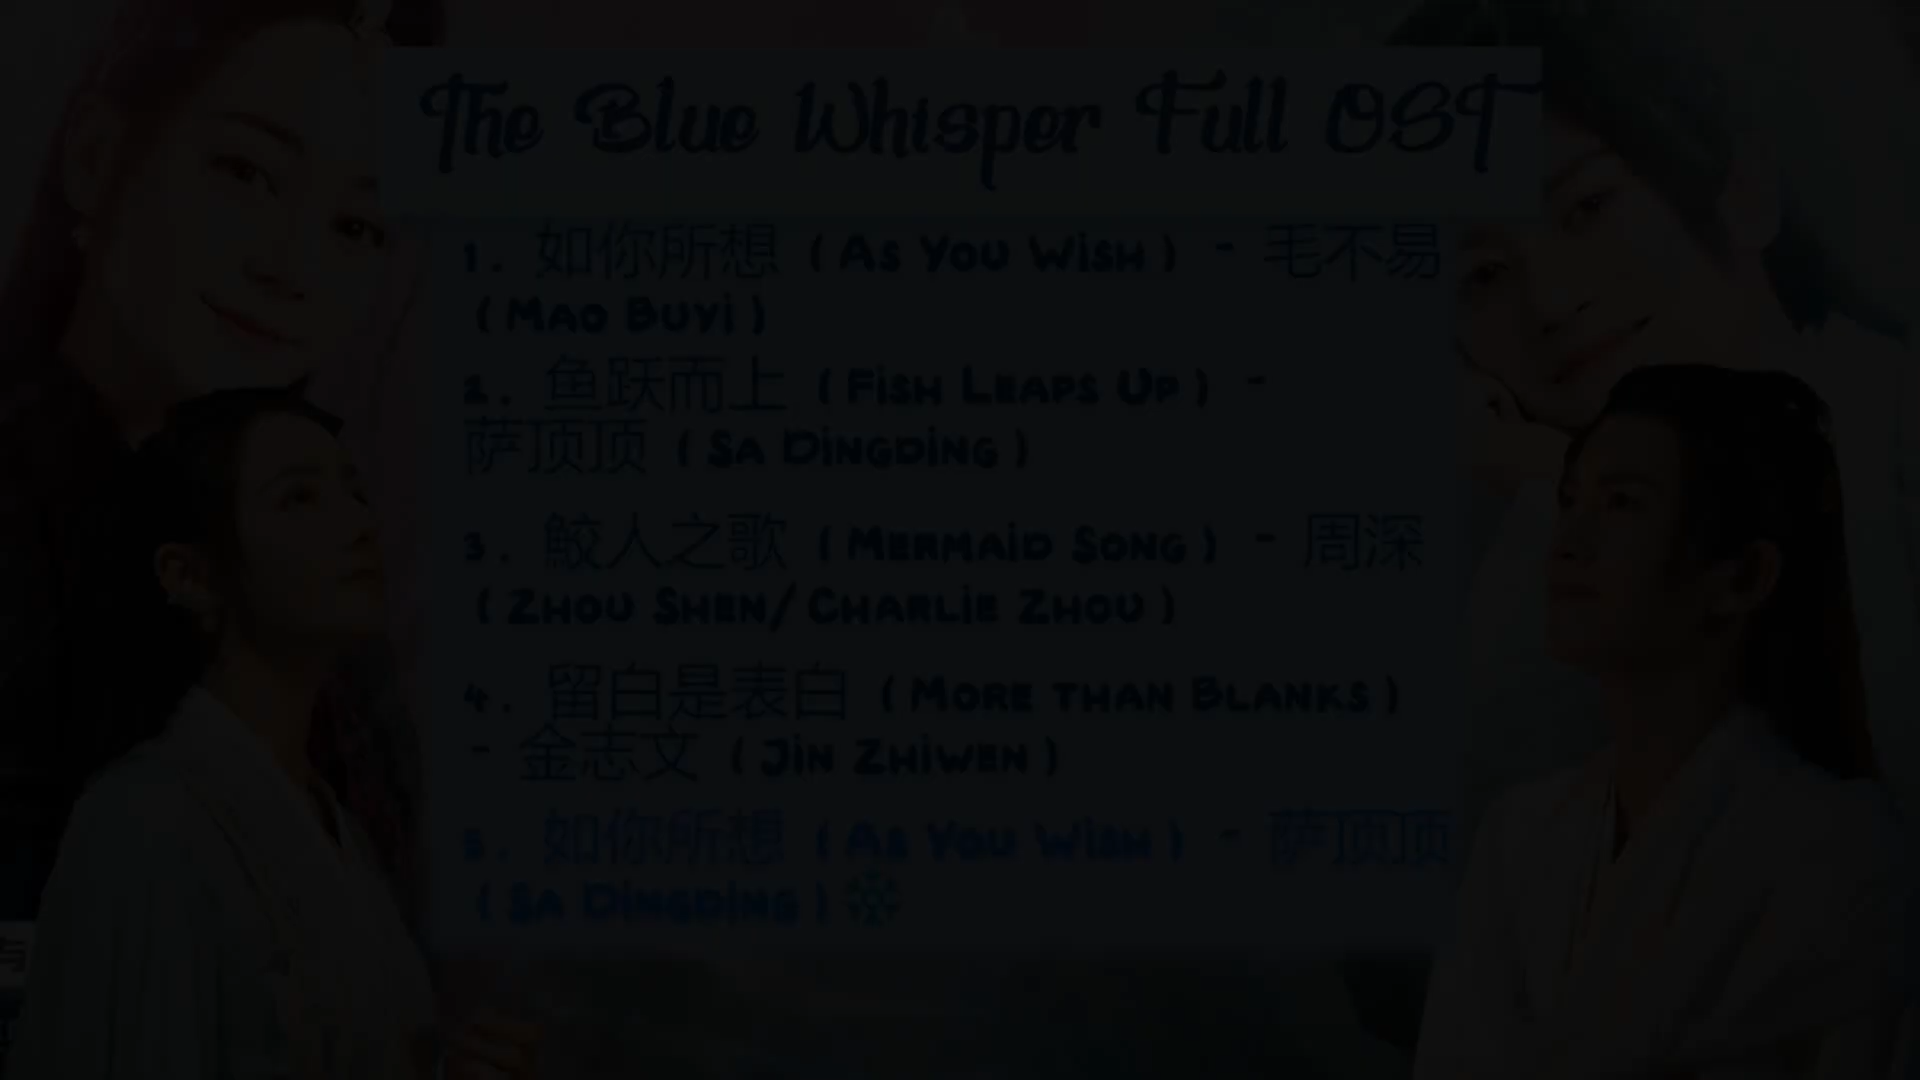 The Blue Whisper Full OST
1. 如你所想 (As You Wish) - 毛不易
(Mao Buyi)
2. 鱼跃而上 (Fish Leaps Up) -
萨顶顶 (Sa Dingding)
3. 鲛人之歌 (Mermaid Song) - 周深
(Zhou Shen/ Charlie Zhou)
4. 留白是表白 (More than Blanks)
- 金志文 (Jin Zhiwen)
5. 如你所想 (As You Wish) - 萨顶顶
(Sa Dingding)